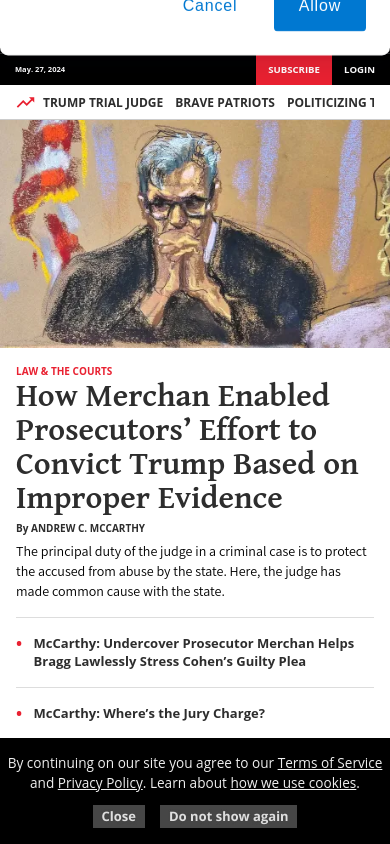 Cancel
Allow
May. 27, 2024
SUBSCRIBE
LOGIN
TRUMP TRIAL JUDGE
BRAVE PATRIOTS
POLITICIZING T
LAW & THE COURTS
How Merchan Enabled
Prosecutors’ Effort to
Convict Trump Based on
Improper Evidence
By ANDREW C. MCCARTHY
The principal duty of the judge in a criminal case is to protect
the accused from abuse by the state. Here, the judge has
made common cause with the state.
• McCarthy: Undercover Prosecutor Merchan Helps
Bragg Lawlessly Stress Cohen’s Guilty Plea
• McCarthy: Where’s the Jury Charge?
By continuing on our site you agree to our Terms of Service
and Privacy Policy. Learn about how we use cookies.
Close
Do not show again